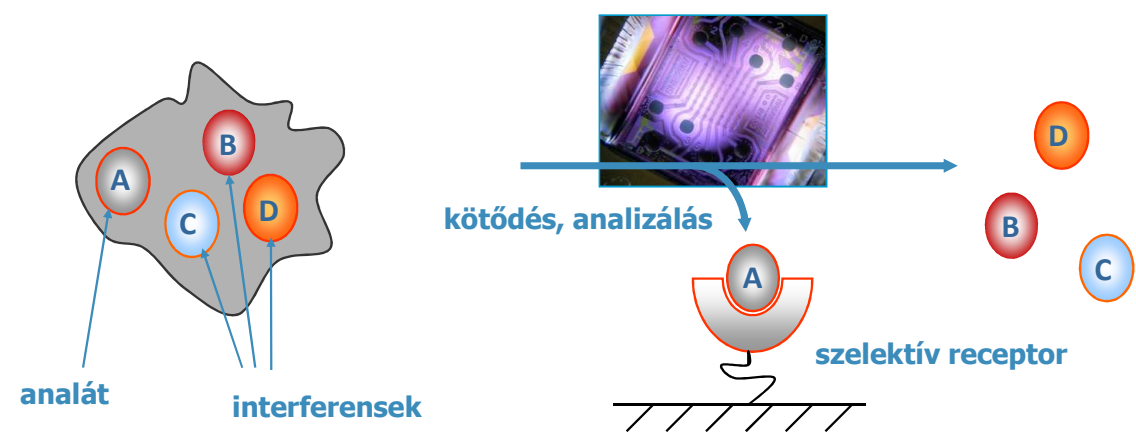 A
B
C
D
analát
interferensek
kötődés, analizálás
A
szelektív receptor
D
B
C